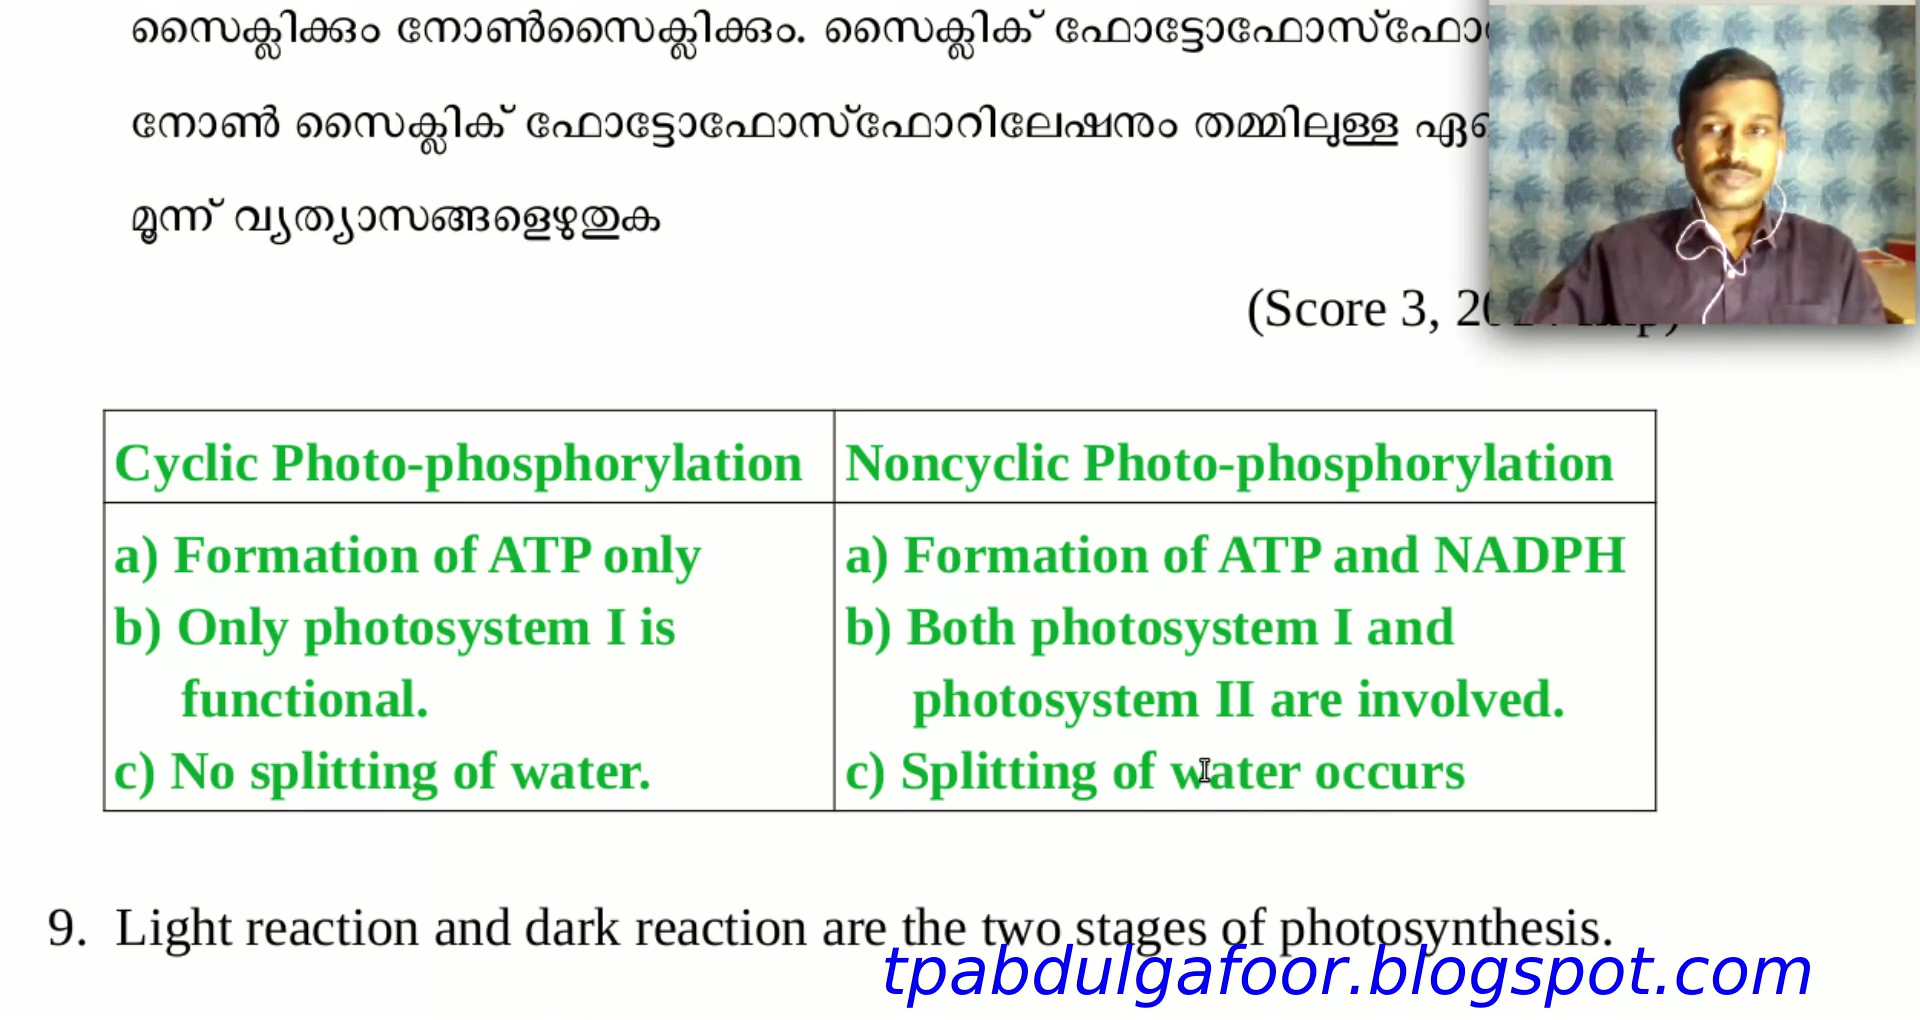 സൈക്ലിക്കും നോൺസൈക്ലിക്കും. സൈക്ലിക്
നോൺ സൈക്ലിക് ഫോട്ടോഫോസ്ഫോറിലേഷനും തമ്മിലുള്ള
മൂന്ന് വ്യത്യാസങ്ങളെഴുതുക
(Score 3,
Cyclic Photo-phosphorylation
Noncyclic Photo-phosphorylation
a) Formation of ATP only
b) Only photosystem I is
functional.
c) No splitting of water.
a) Formation of ATP and NADPH
b) Both photosystem I and
photosystem II are involved.
c) Splitting of water occurs
9. Light reaction and dark reaction are the two stages of photosynthesis.
tpabdulgafoor.blogspot.com